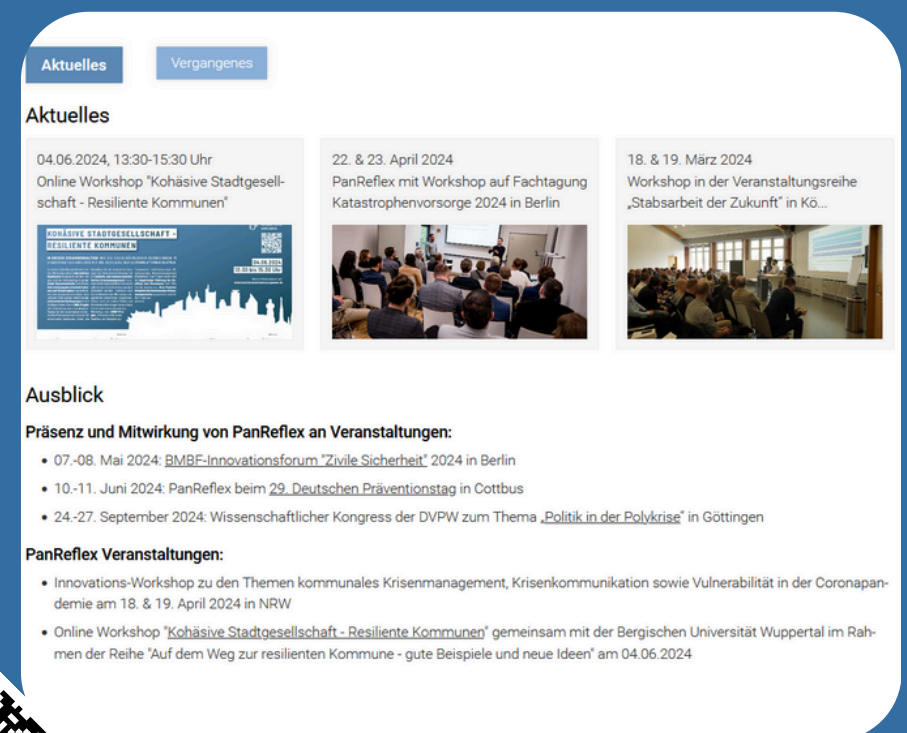 Aktuelles
Vergangenes
Aktuelles
04.06.2024, 13:30-15:30 Uhr
Online Workshop "Kohäsive Stadtgesell-
schaft - Resiliente Kommunen"
KOHÄSIVE STADTGESELLSCHAFT -
RESILIENTE KOMMUNEN
04.06.2024
13:30 bis 15:30 Uhr
22. & 23. April 2024
PanReflex mit Workshop auf Fachtagung
Katastrophenvorsorge 2024 in Berlin
18. & 19. März 2024
Workshop in der Veranstaltungsreihe
„Stabsarbeit der Zukunft" in Kö...
Ausblick
Präsenz und Mitwirkung von PanReflex an Veranstaltungen:
• 07.-08. Mai 2024: BMBF-Innovationsforum "Zivile Sicherheit" 2024 in Berlin
• 10.-11. Juni 2024: PanReflex beim 29. Deutschen Präventionstag in Cottbus
• 24.-27. September 2024: Wissenschaftlicher Kongress der DVPW zum Thema „Politik in der Polykrise" in Göttingen
PanReflex Veranstaltungen:
• Innovations-Workshop zu den Themen kommunales Krisenmanagement, Krisenkommunikation sowie Vulnerabilität in der Coronapan-
demie am 18. & 19. April 2024 in NRW
• Online Workshop "Kohäsive Stadtgesellschaft - Resiliente Kommunen" gemeinsam mit der Bergischen Universität Wuppertal im Rah-
men der Reihe "Auf dem Weg zur resilienten Kommune - gute Beispiele und neue Ideen" am 04.06.2024